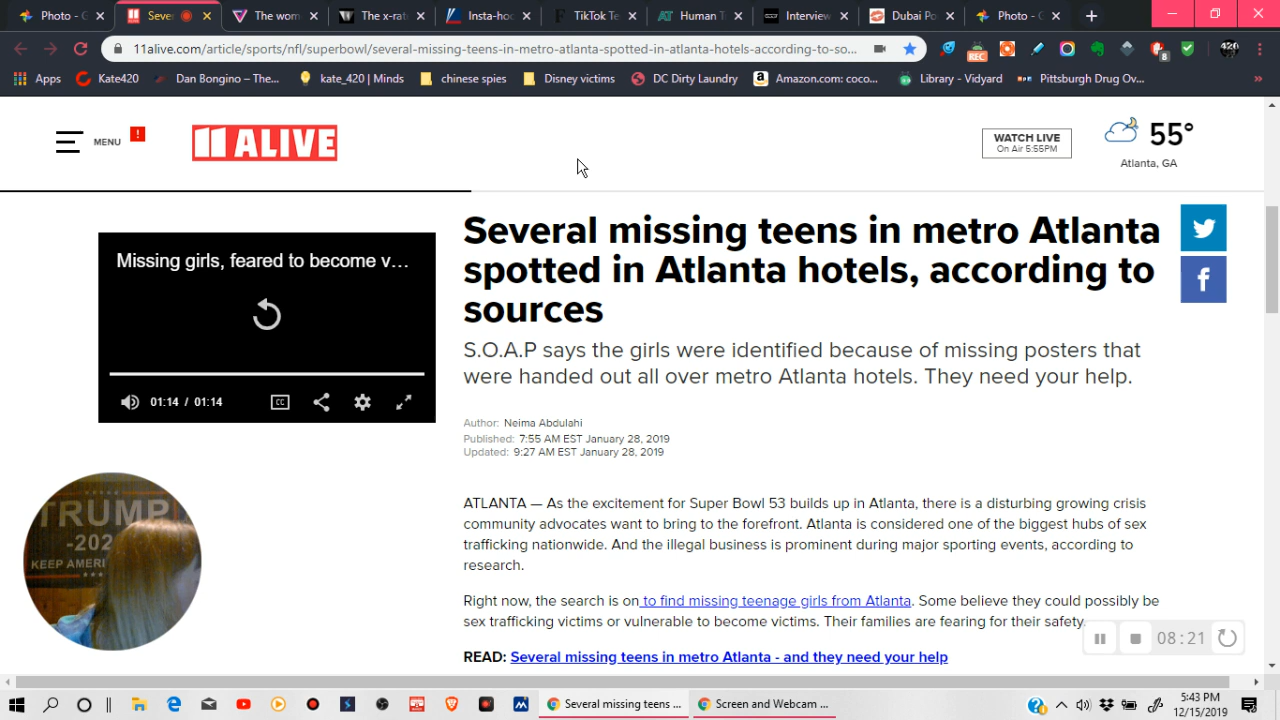 Photo - G
Seve
The wom
The x-rat
Insta-ho
TikTok Te
Human T
Interview
Dubai Po
Photo - G
11alive.com/article/sports/nfl/superbowl/several-missing-teens-in-metro-atlanta-spotted-in-atlanta-hotels-according-to-so...
REC
8
420
Apps
Kate420
Dan Bongino – The...
kate_420 | Minds
chinese spies
Disney victims
DC Dirty Laundry
Amazon.com: coco...
Library - Vidyard
Pittsburgh Drug Ov...
MENU !
11 ALIVE
WATCH LIVE
On Air 5:55PM
55°
Atlanta, GA
Missing girls, feared to become v...
01:14 / 01:14
CC
Several missing teens in metro Atlanta
spotted in Atlanta hotels, according to
sources
S.O.A.P says the girls were identified because of missing posters that
were handed out all over metro Atlanta hotels. They need your help.
Author: Neima Abdulahi
Published: 7:55 AM EST January 28, 2019
Updated: 9:27 AM EST January 28, 2019
ATLANTA — As the excitement for Super Bowl 53 builds up in Atlanta, there is a disturbing growing crisis
community advocates want to bring to the forefront. Atlanta is considered one of the biggest hubs of sex
trafficking nationwide. And the illegal business is prominent during major sporting events, according to
research.
Right now, the search is on to find missing teenage girls from Atlanta. Some believe they could possibly be
sex trafficking victims or vulnerable to become victims. Their families are fearing for their safety.
READ: Several missing teens in metro Atlanta - and they need your help
TRUMP
-202
KEEP AMERI
08:21
Several missing teens ...
Screen and Webcam ...
5:43 PM
12/15/2019